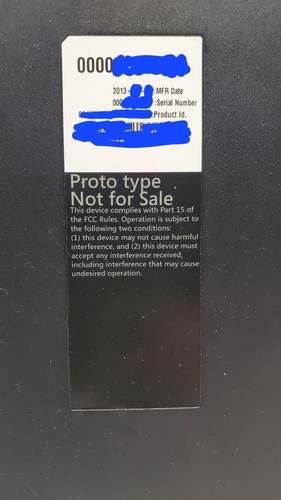 0000
2013- :MFR Date
00 :Serial Number
:Product Id.
Proto type
Not for Sale
This device complies with Part 15 of
the FCC Rules. Operation is subject to
the following two conditions:
(1) this device may not cause harmful
interference, and (2) this device must
accept any interference received,
including interference that may cause
undesired operation.